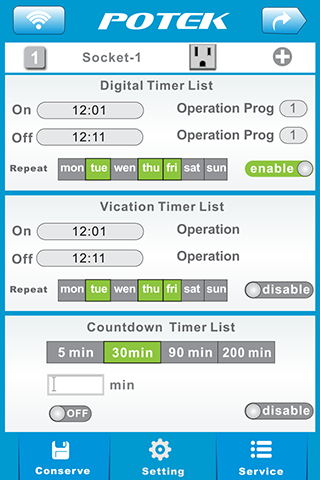 POTEK
1 Socket-1
Digital Timer List
On 12:01 Operation Prog 1
Off 12:11 Operation Prog 1
Repeat mon tue wen thu fri sat sun enable
Vication Timer List
On 12:01 Operation
Off 12:11 Operation
Repeat mon tue wen thu fri sat sun disable
Countdown Timer List
5 min 30min 90 min 200 min
min
OFF disable
Conserve Setting Service